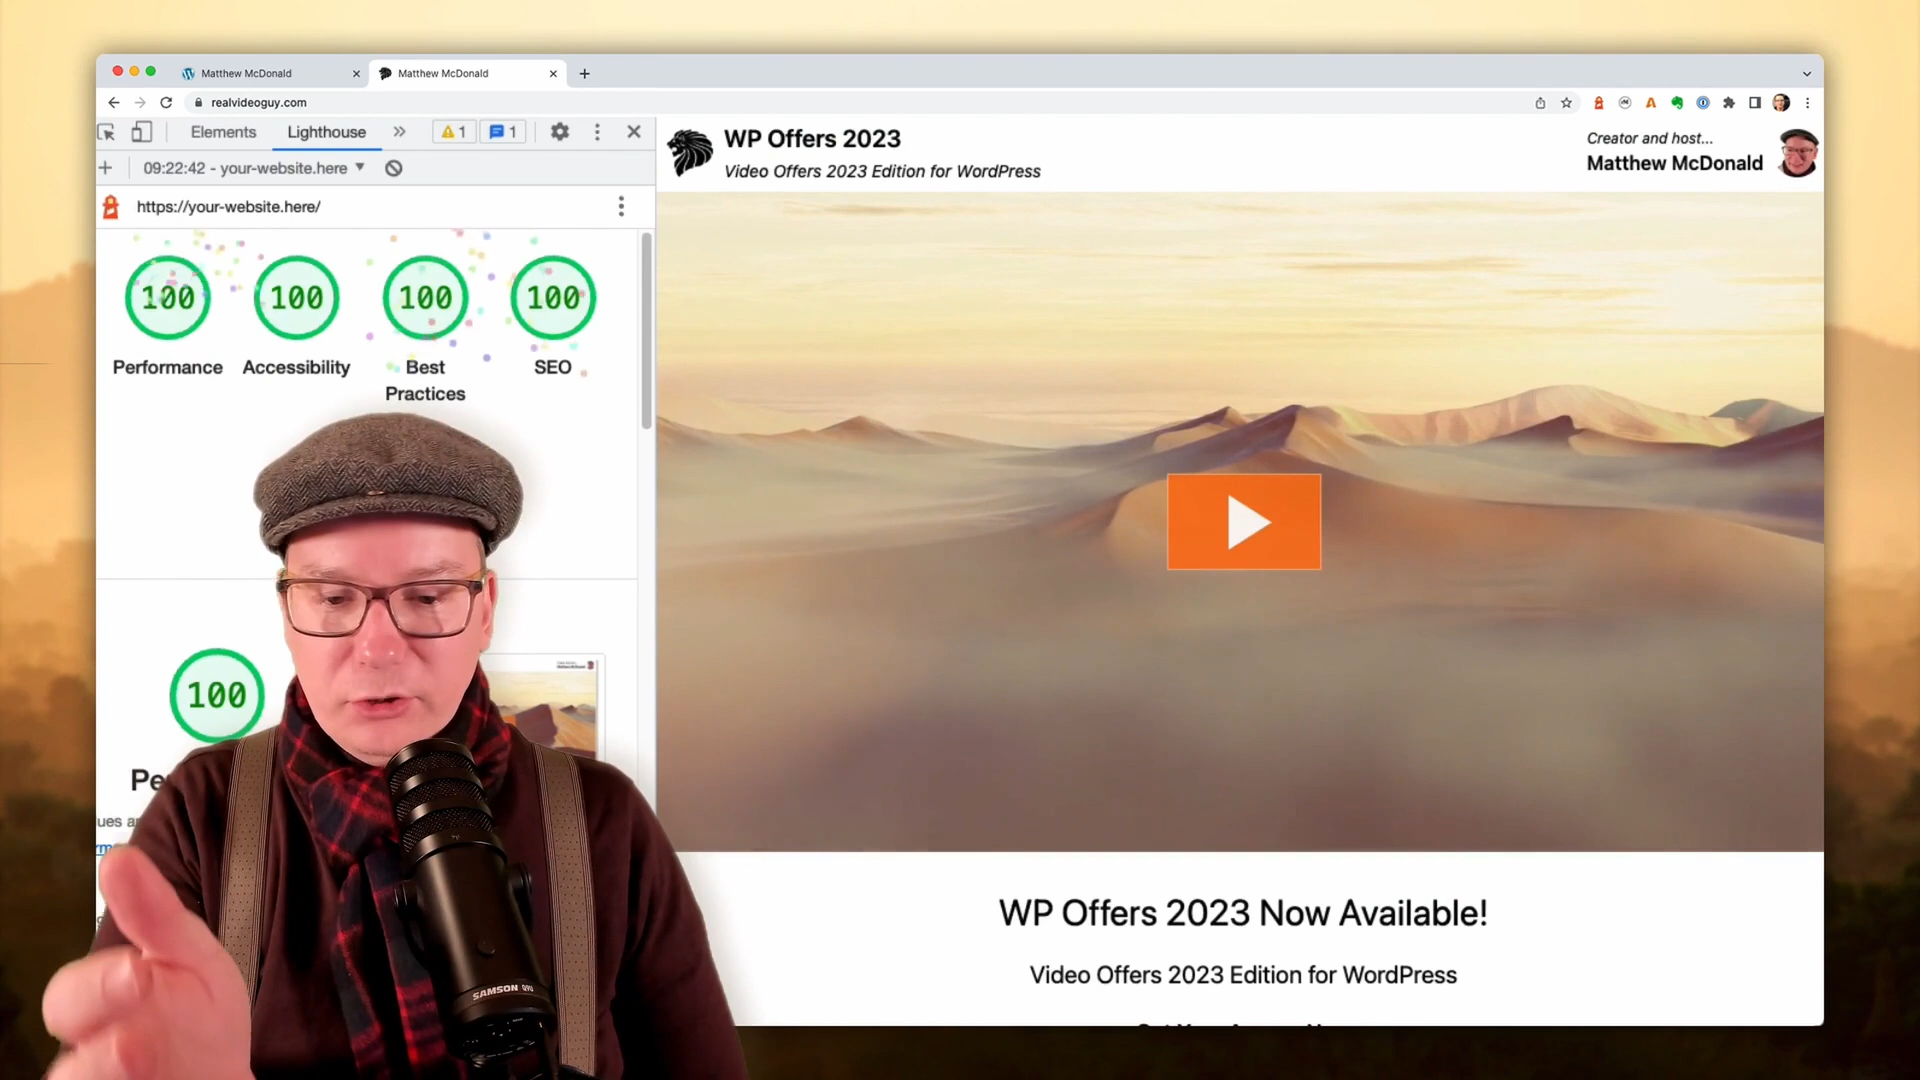 Matthew McDonald
Matthew McDonald
realvideoguy.com
Elements
Lighthouse
1
1
09:22:42 - your-website.here
https://your-website.here/
100
100
100
100
Performance
Accessibility
Best
Practices
SEO
100
Pe
ues
WP Offers 2023
Video Offers 2023 Edition for WordPress
Creator and host...
Matthew McDonald
WP Offers 2023 Now Available!
Video Offers 2023 Edition for WordPress
SAMSON Q9U